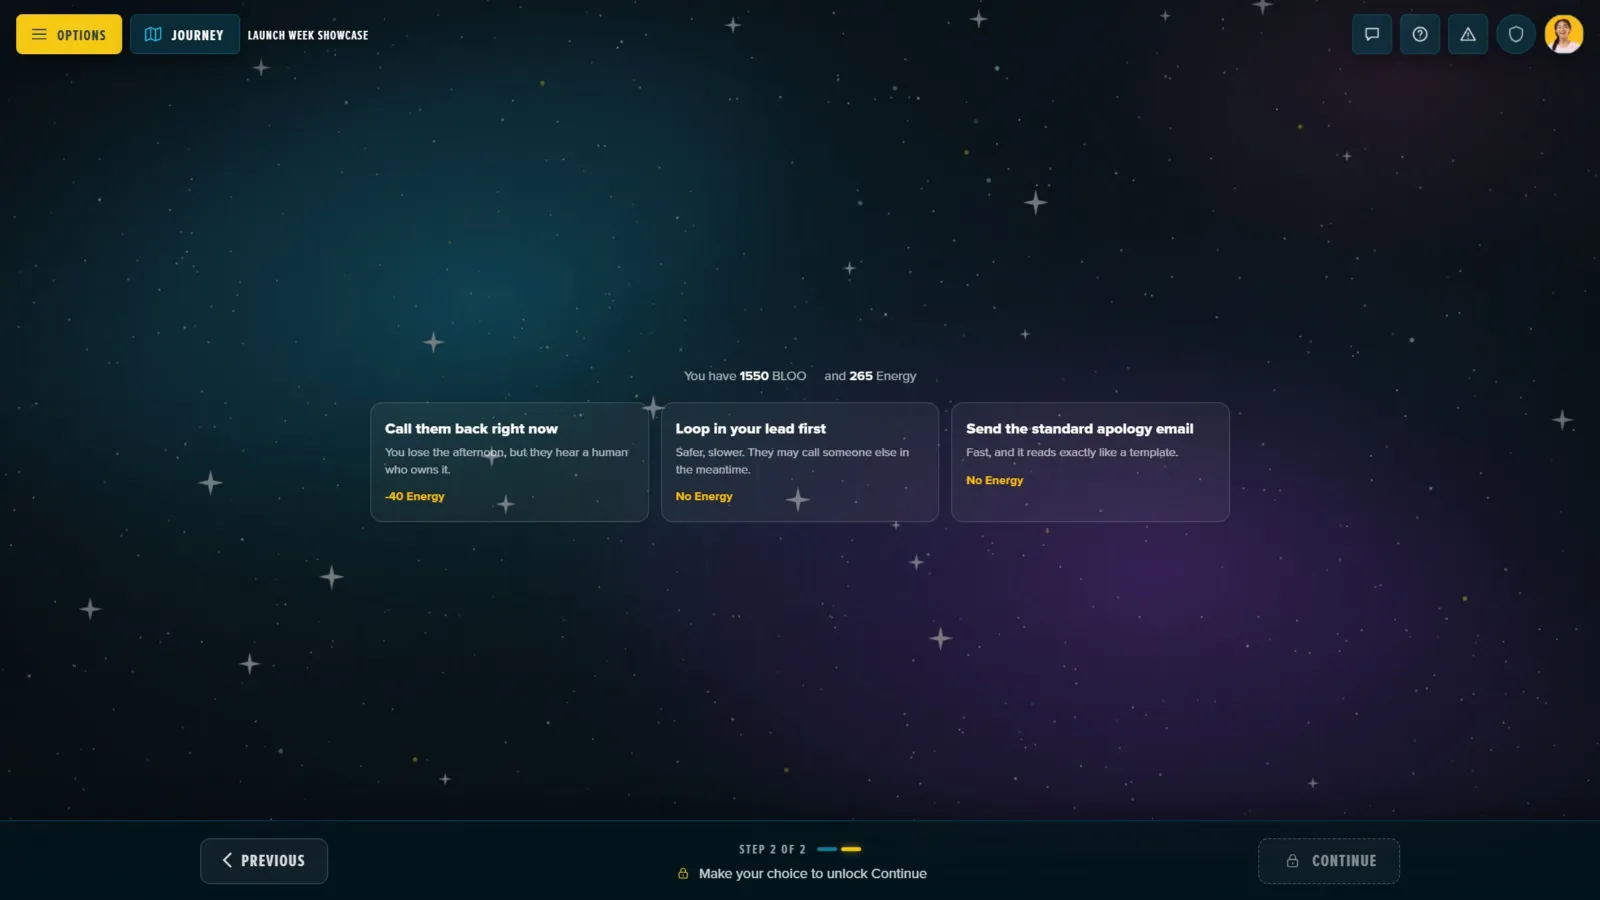 OPTIONS
JOURNEY
LAUNCH WEEK SHOWCASE
You have 1550 BLOO and 265 Energy
Call them back right now
You lose the afternoon, but they hear a human
who owns it.
-40 Energy
Loop in your lead first
Safer, slower. They may call someone else in
the meantime.
No Energy
Send the standard apology email
Fast, and it reads exactly like a template.
No Energy
PREVIOUS
STEP 2 OF 2
Make your choice to unlock Continue
CONTINUE